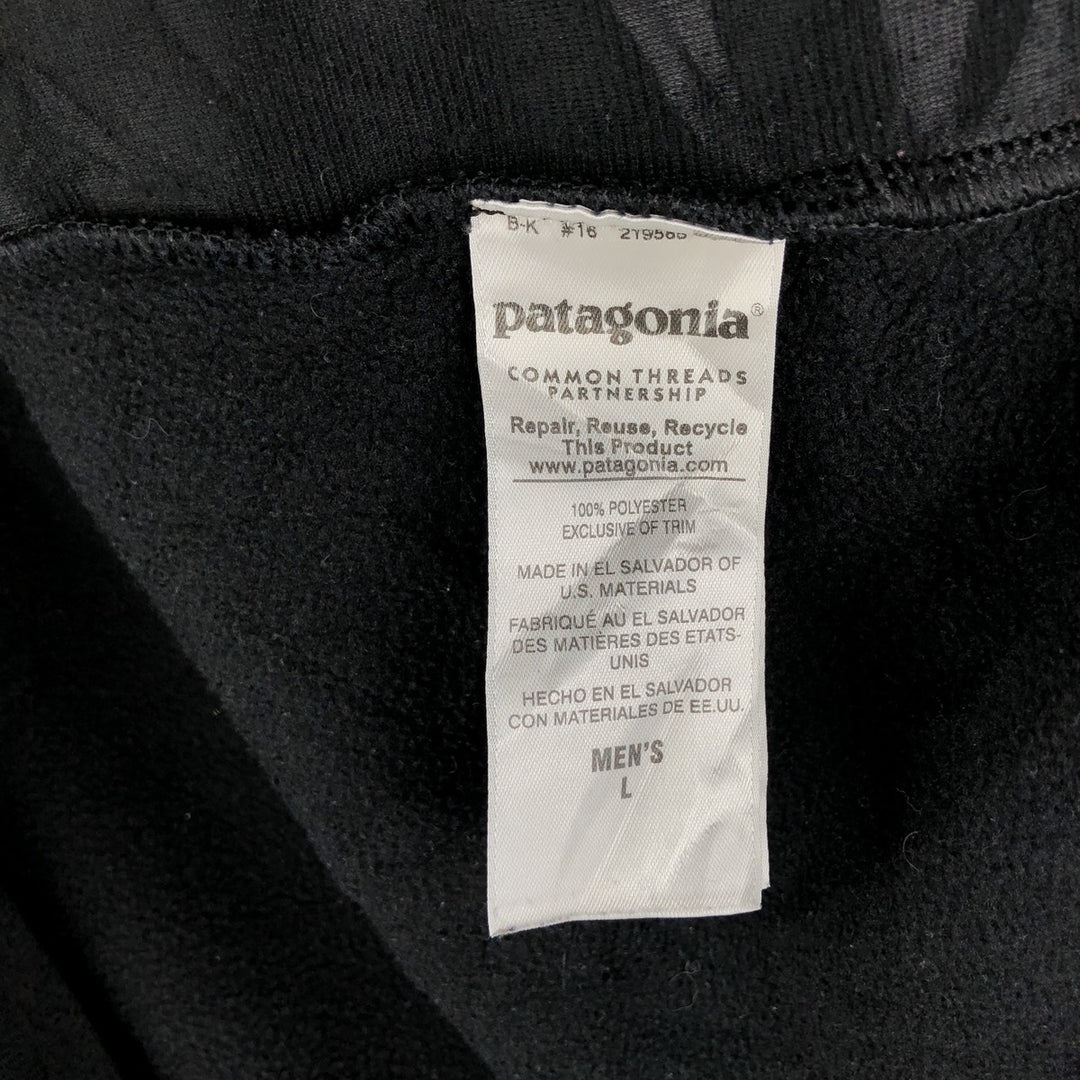 B-K #16
patagonia®
COMMON THREADS
PARTNERSHIP
Repair, Reuse, Recycle
This Product
www.patagonia.com
100% POLYESTER
EXCLUSIVE OF TRIM
MADE IN EL SALVADOR OF
U.S. MATERIALS
FABRIQUÉ AU EL SALVADOR
DES MATIÈRES DES ETATS-
UNIS
HECHO EN EL SALVADOR
CON MATERIALES DE EE.UU.
MEN'S
L